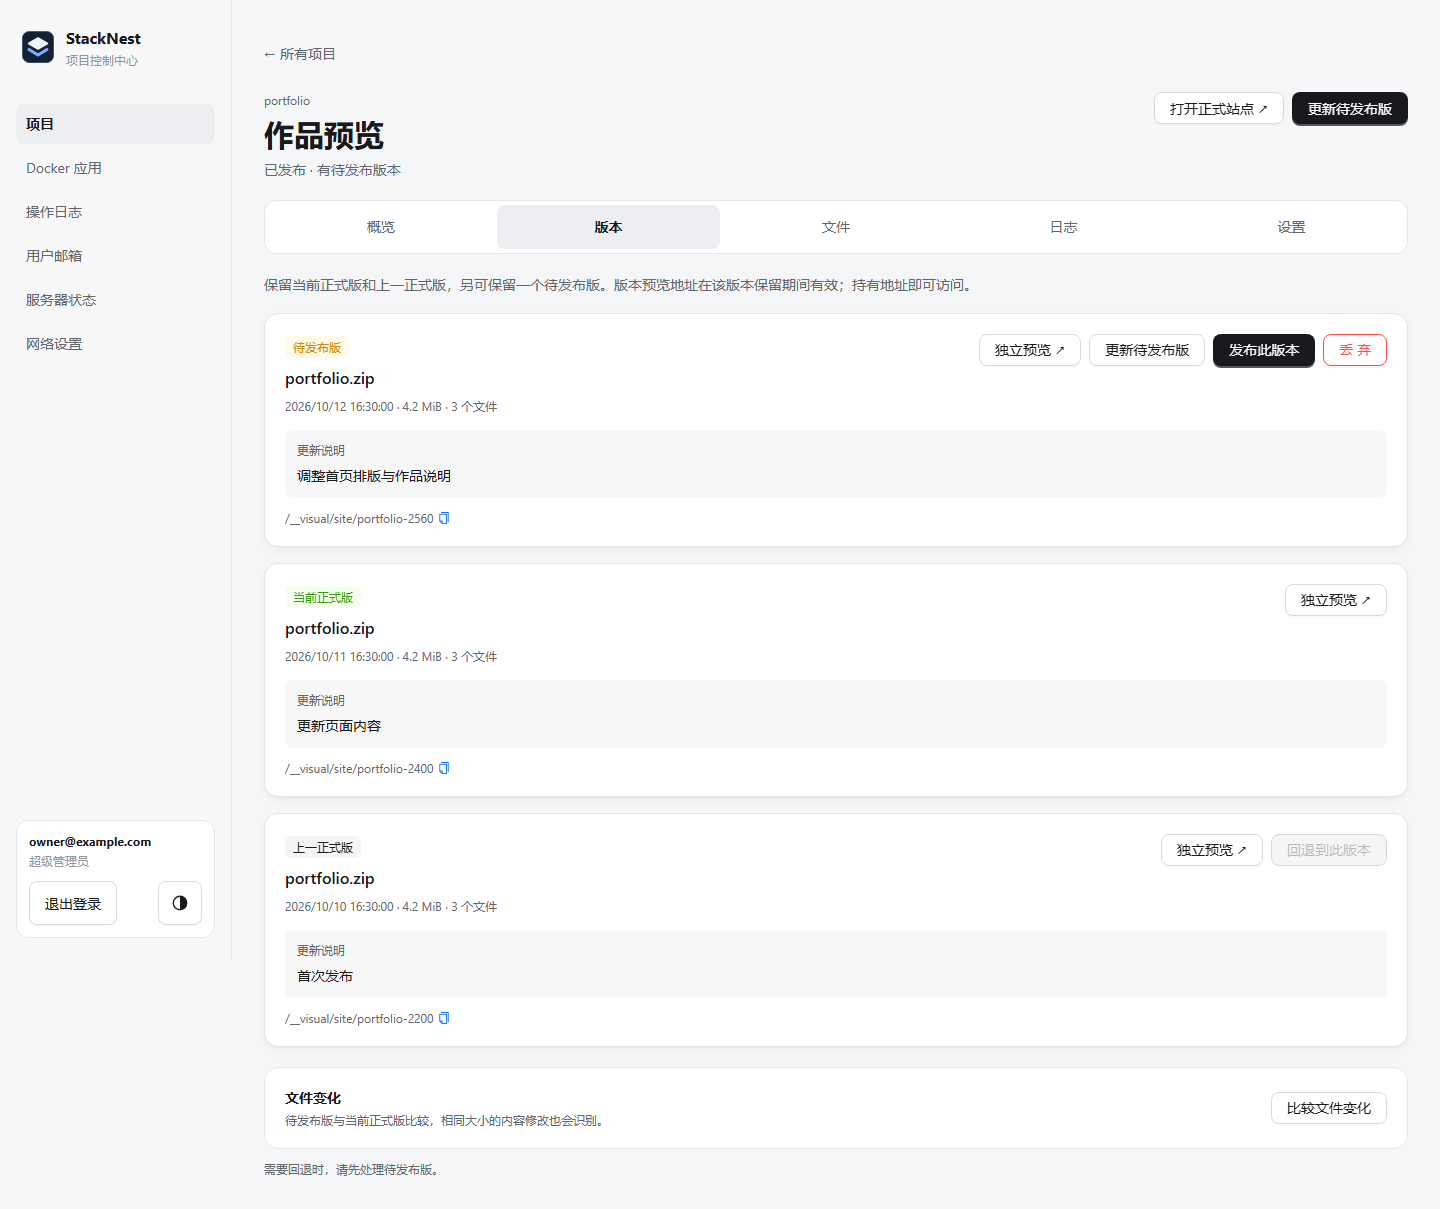 StackNest
项目控制中心
项目
Docker 应用
操作日志
用户邮箱
服务器状态
网络设置
owner@example.com
超级管理员
退出登录
← 所有项目
portfolio
作品预览
已发布 · 有待发布版本
打开正式站点 ↗
更新待发布版
概览
版本
文件
日志
设置
保留当前正式版和上一正式版，另可保留一个待发布版。版本预览地址在该版本保留期间有效；持有地址即可访问。
待发布版
独立预览 ↗
更新待发布版
发布此版本
丢 弃
portfolio.zip
2026/10/12 16:30:00 · 4.2 MiB · 3 个文件
更新说明
调整首页排版与作品说明
/__visual/site/portfolio-2560
当前正式版
独立预览 ↗
portfolio.zip
2026/10/11 16:30:00 · 4.2 MiB · 3 个文件
更新说明
更新页面内容
/__visual/site/portfolio-2400
上一正式版
独立预览 ↗
回退到此版本
portfolio.zip
2026/10/10 16:30:00 · 4.2 MiB · 3 个文件
更新说明
首次发布
/__visual/site/portfolio-2200
文件变化
待发布版与当前正式版比较，相同大小的内容修改也会识别。
比较文件变化
需要回退时，请先处理待发布版。